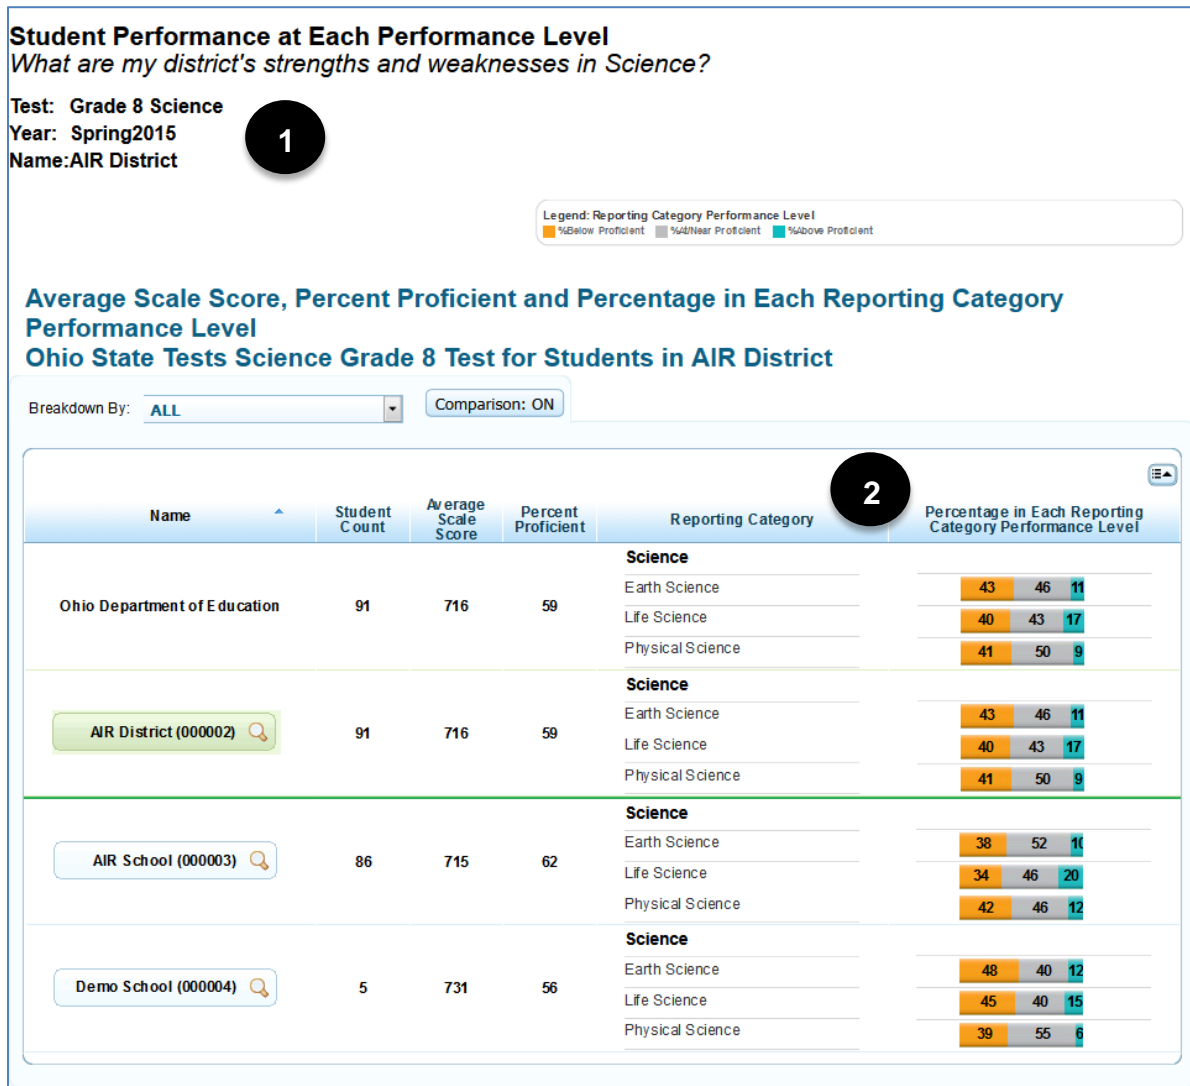 Student Performance at Each Performance Level
What are my district's strengths and weaknesses in Science?
Test: Grade 8 Science
Year: Spring2015
Name:AIR District
1
Legend: Reporting Category Performance Level
%Below Proficient %At/Near Proficient %Above Proficient
Average Scale Score, Percent Proficient and Percentage in Each Reporting Category
Performance Level
Ohio State Tests Science Grade 8 Test for Students in AIR District
Breakdown By: ALL Comparison: ON
2
Name Student Count Average Scale Score Percent Proficient Reporting Category Percentage in Each Reporting Category Performance Level
Science
Earth Science 43 46 11
Ohio Department of Education 91 716 59
Life Science 40 43 17
Physical Science 41 50 9
Science
Earth Science 43 46 11
AIR District (000002) 91 716 59
Life Science 40 43 17
Physical Science 41 50 9
Science
Earth Science 38 52 10
AIR School (000003) 86 715 62
Life Science 34 46 20
Physical Science 42 46 12
Science
Earth Science 48 40 12
Demo School (000004) 5 731 56
Life Science 45 40 15
Physical Science 39 55 6